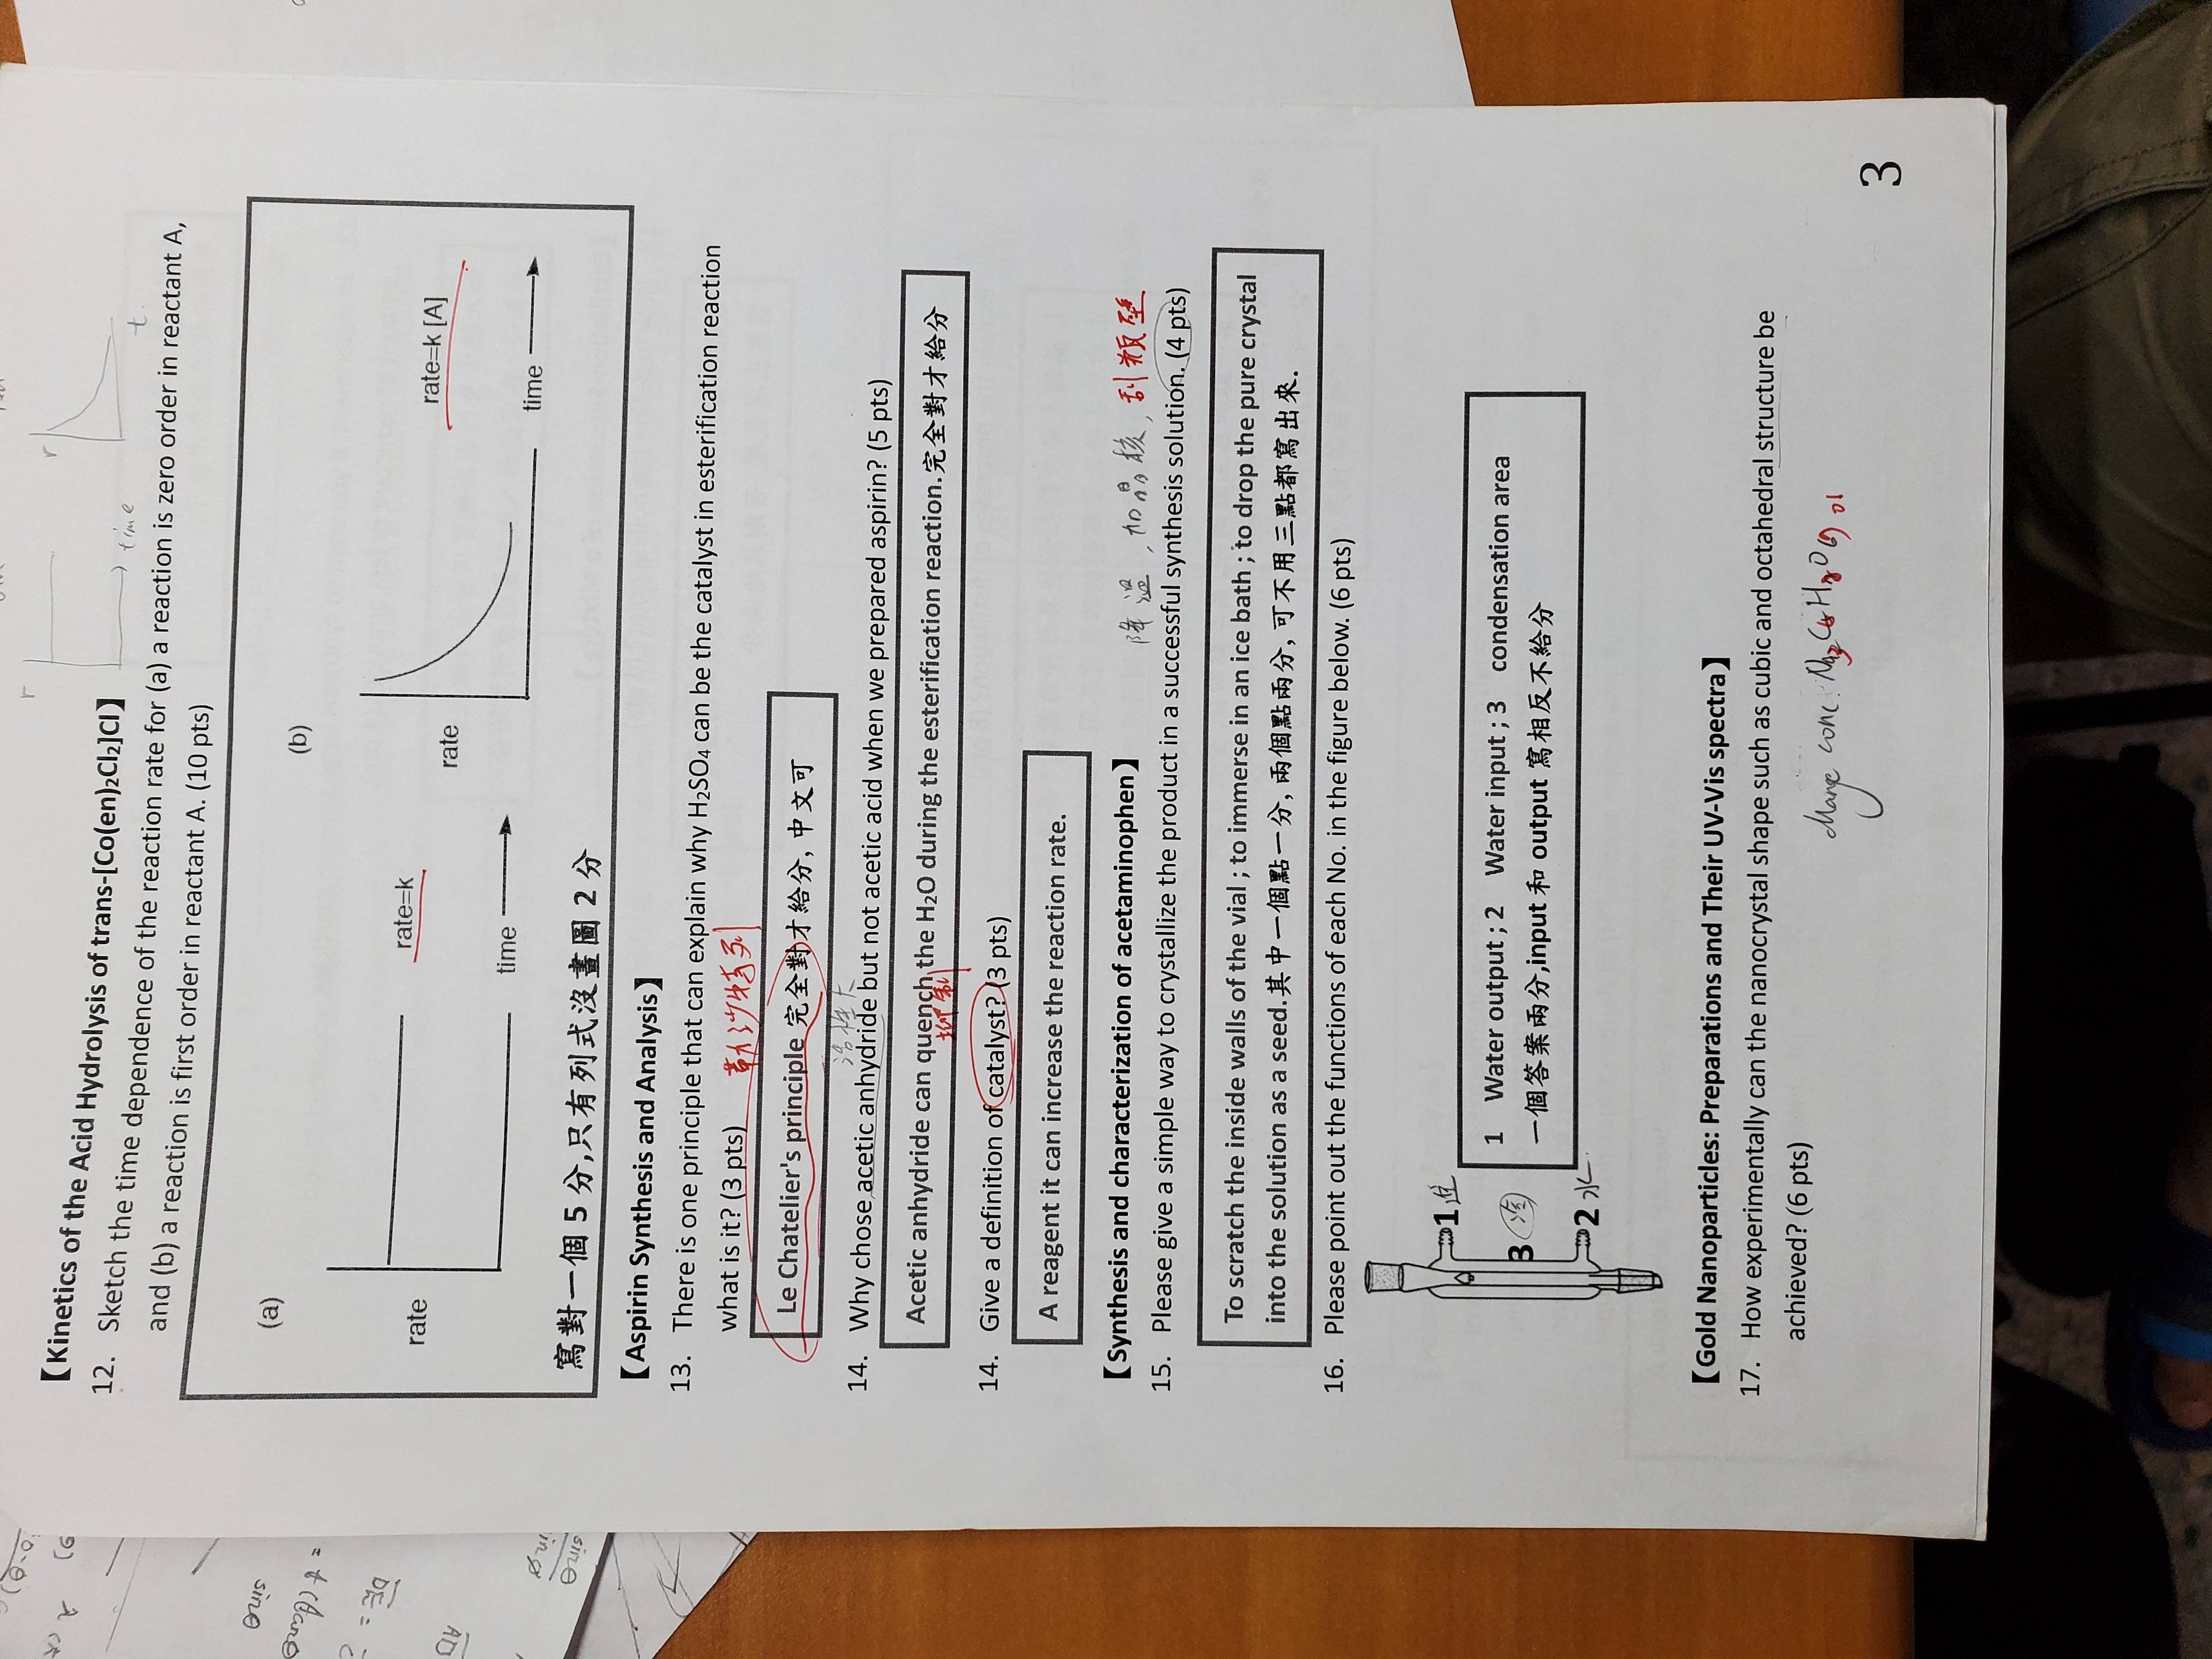 r
r
time
t
【Kinetics of the Acid Hydrolysis of trans-[Co(en)₂Cl₂]Cl】
12. Sketch the time dependence of the reaction rate for (a) a reaction is zero order in reactant A,
and (b) a reaction is first order in reactant A. (10 pts)
(a)
(b)
rate
rate=k
time
rate
rate=k [A]
time
寫對一個 5 分,只有列式沒畫圖 2 分
【Aspirin Synthesis and Analysis】
13. There is one principle that can explain why H₂SO₄ can be the catalyst in esterification reaction
what is it? (3 pts) 勒沙特列
Le Chatelier's principle 完全對才給分, 中文可
活性大
14. Why chose acetic anhydride but not acetic acid when we prepared aspirin? (5 pts)
Acetic anhydride can quench the H₂O during the esterification reaction.完全對才給分
抑制
14. Give a definition of catalyst? (3 pts)
A reagent it can increase the reaction rate.
【Synthesis and characterization of acetaminophen】
降溫, 加晶核, 刮瓶壁
15. Please give a simple way to crystallize the product in a successful synthesis solution. (4 pts)
To scratch the inside walls of the vial ; to immerse in an ice bath ; to drop the pure crystal
into the solution as a seed.其中一個點一分, 兩個點兩分, 可不用三點都寫出來.
16. Please point out the functions of each No. in the figure below. (6 pts)
1
3 冷
2 水
1 Water output ; 2 Water input ; 3 condensation area
一個答案兩分,input 和 output 寫相反不給分
【Gold Nanoparticles: Preparations and Their UV-Vis spectra】
17. How experimentally can the nanocrystal shape such as cubic and octahedral structure be
achieved? (6 pts)
change conc.
3
sinθ
DE =
AD
sinθ